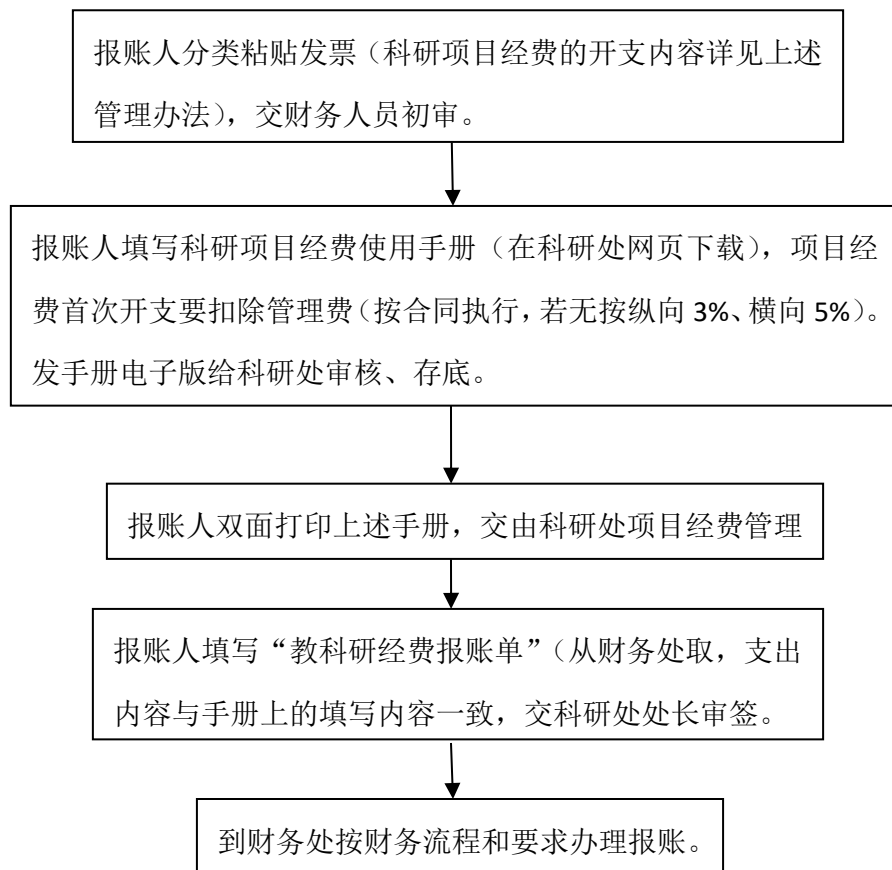 报账人分类粘贴发票（科研项目经费的开支内容详见上述
管理办法），交财务人员初审。
报账人填写科研项目经费使用手册（在科研处网页下载），项目经
费首次开支要扣除管理费（按合同执行，若无按纵向 3%、横向 5%）。
发手册电子版给科研处审核、存底。
报账人双面打印上述手册，交由科研处项目经费管理
报账人填写“教科研经费报账单”（从财务处取，支出
内容与手册上的填写内容一致，交科研处处长审签。
到财务处按财务流程和要求办理报账。